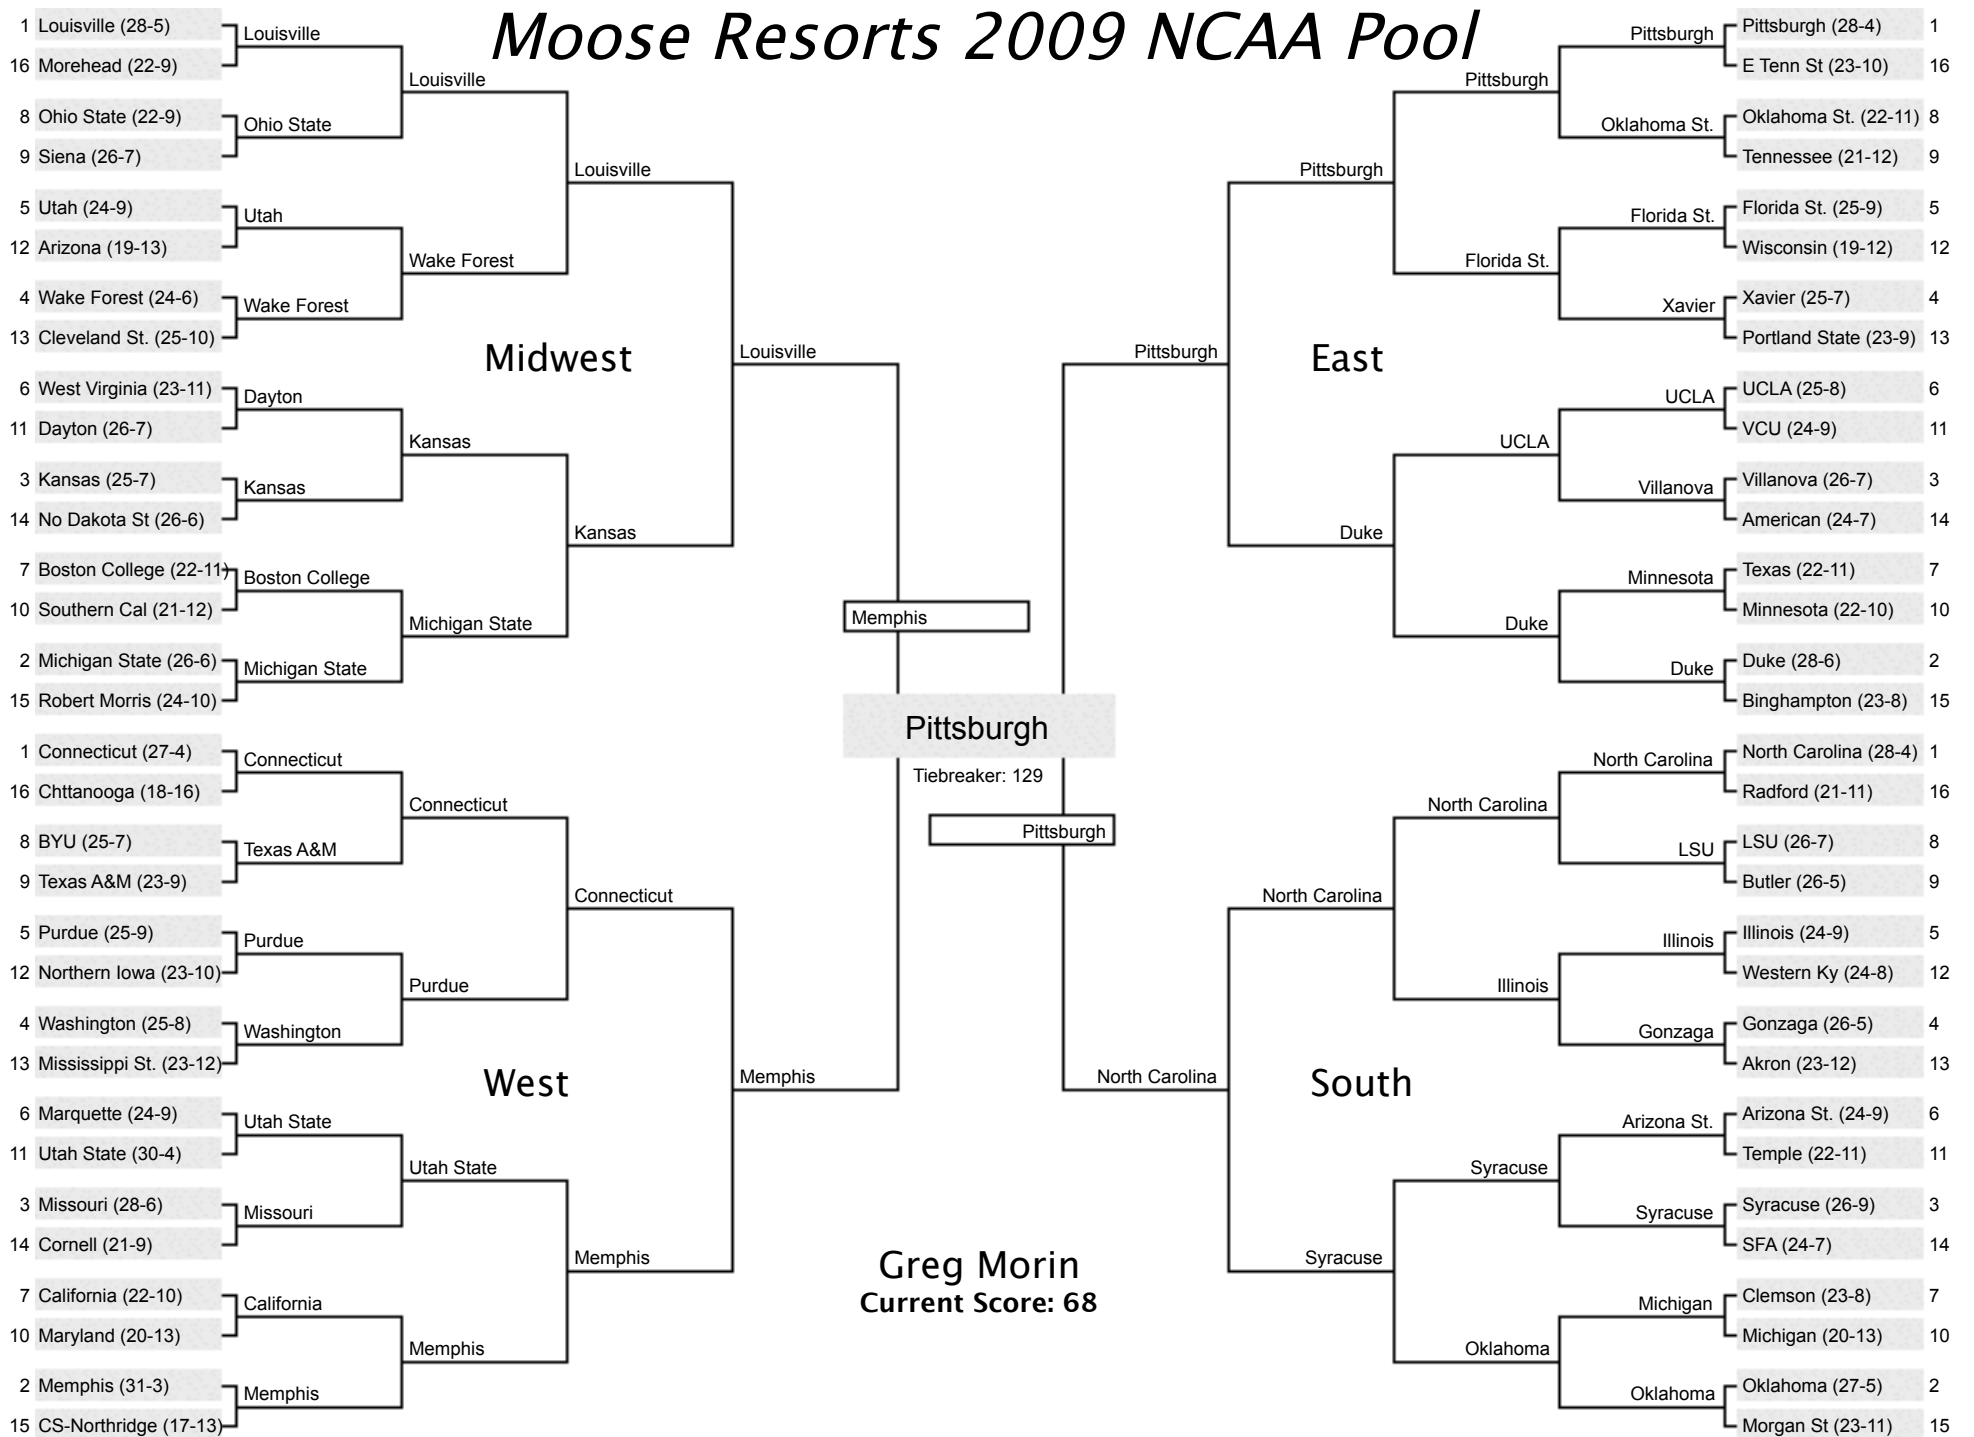 Moose Resorts 2009 NCAA Pool
1 Louisville (28-5)
16 Morehead (22-9)
8 Ohio State (22-9)
9 Siena (26-7)
5 Utah (24-9)
12 Arizona (19-13)
4 Wake Forest (24-6)
13 Cleveland St. (25-10)
6 West Virginia (23-11)
11 Dayton (26-7)
3 Kansas (25-7)
14 No Dakota St (26-6)
7 Boston College (22-11)
10 Southern Cal (21-12)
2 Michigan State (26-6)
15 Robert Morris (24-10)
Louisville
Ohio State
Utah
Wake Forest
Dayton
Kansas
Boston College
Michigan State
Louisville
Wake Forest
Kansas
Michigan State
Louisville
Kansas
Midwest
Louisville
1 Connecticut (27-4)
16 Chttanooga (18-16)
8 BYU (25-7)
9 Texas A&M (23-9)
5 Purdue (25-9)
12 Northern Iowa (23-10)
4 Washington (25-8)
13 Mississippi St. (23-12)
6 Marquette (24-9)
11 Utah State (30-4)
3 Missouri (28-6)
14 Cornell (21-9)
7 California (22-10)
10 Maryland (20-13)
2 Memphis (31-3)
15 CS-Northridge (17-13)
Connecticut
Texas A&M
Purdue
Washington
Utah State
Missouri
California
Memphis
Connecticut
Purdue
Utah State
Memphis
Connecticut
Memphis
West
Memphis
Memphis
Pittsburgh
Tiebreaker: 129
Pittsburgh
Greg Morin
Current Score: 68
Pittsburgh
East
Pittsburgh
Duke
Pittsburgh
Florida St.
UCLA
Duke
Pittsburgh
Oklahoma St.
Florida St.
Xavier
UCLA
Villanova
Minnesota
Duke
Pittsburgh (28-4) 1
E Tenn St (23-10) 16
Oklahoma St. (22-11) 8
Tennessee (21-12) 9
Florida St. (25-9) 5
Wisconsin (19-12) 12
Xavier (25-7) 4
Portland State (23-9) 13
UCLA (25-8) 6
VCU (24-9) 11
Villanova (26-7) 3
American (24-7) 14
Texas (22-11) 7
Minnesota (22-10) 10
Duke (28-6) 2
Binghampton (23-8) 15
North Carolina
South
North Carolina
Syracuse
North Carolina
Illinois
Syracuse
Oklahoma
North Carolina
LSU
Illinois
Gonzaga
Arizona St.
Syracuse
Michigan
Oklahoma
North Carolina (28-4) 1
Radford (21-11) 16
LSU (26-7) 8
Butler (26-5) 9
Illinois (24-9) 5
Western Ky (24-8) 12
Gonzaga (26-5) 4
Akron (23-12) 13
Arizona St. (24-9) 6
Temple (22-11) 11
Syracuse (26-9) 3
SFA (24-7) 14
Clemson (23-8) 7
Michigan (20-13) 10
Oklahoma (27-5) 2
Morgan St (23-11) 15